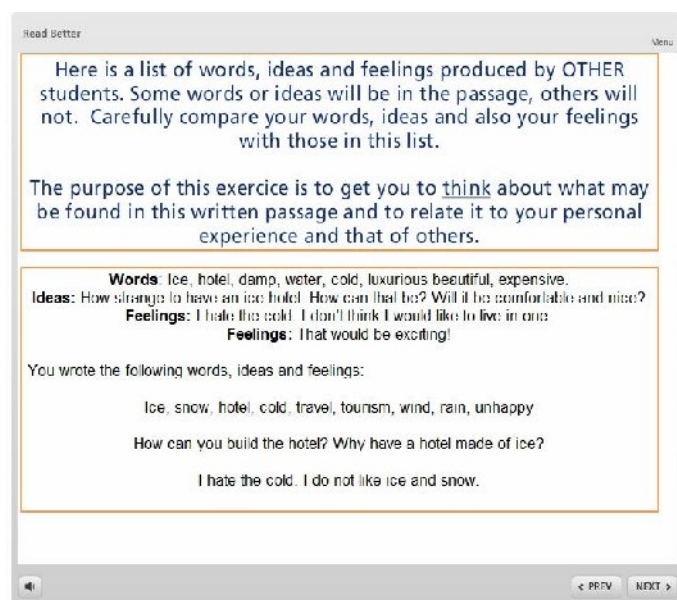 Read Better
Menu
Here is a list of words, ideas and feelings produced by OTHER
students. Some words or ideas will be in the passage, others will
not. Carefully compare your words, ideas and also your feelings
with those in this list.
The purpose of this exercice is to get you to think about what may
be found in this written passage and to relate it to your personal
experience and that of others.
Words: Ice, hotel, damp, water, cold, luxurious beautiful, expensive.
Ideas: How strange to have an ice hotel. How can that be? Will it be comfortable and nice?
Feelings: I hate the cold. I don't think I would like to live in one
Feelings: That would be exciting!
You wrote the following words, ideas and feelings:
Ice, snow, hotel, cold, travel, tourism, wind, rain, unhappy
How can you build the hotel? Why have a hotel made of ice?
I hate the cold. I do not like ice and snow.
< PREV NEXT >